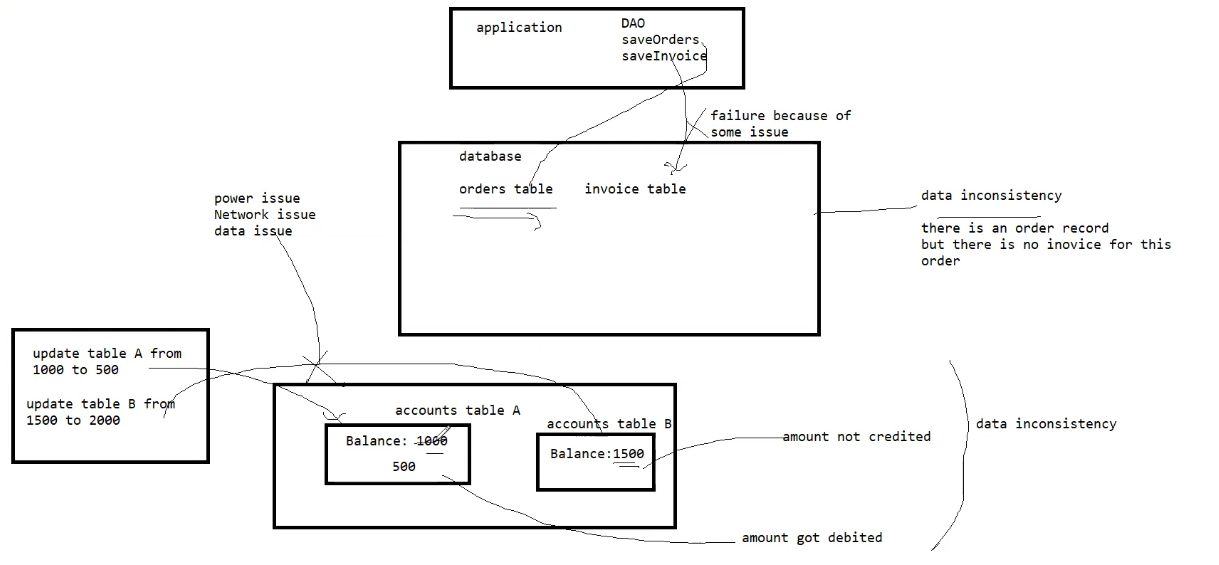 application
DAO
saveOrders
saveInvoice
failure because of
some issue
database
orders table
invoice table
data inconsistency
there is an order record
but there is no inovice for this
order
power issue
Network issue
data issue
update table A from
1000 to 500
update table B from
1500 to 2000
accounts table A
Balance: 1000
500
accounts table B
Balance:1500
amount not credited
data inconsistency
amount got debited